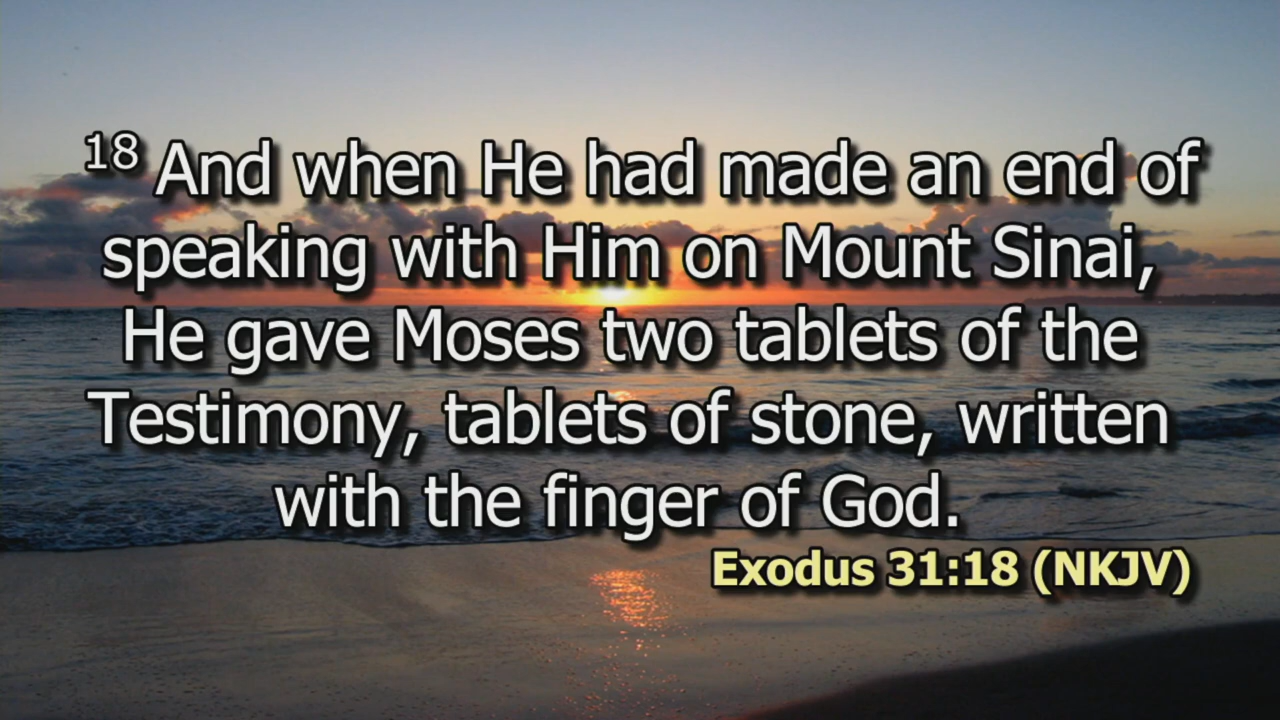 18 And when He had made an end of
speaking with Him on Mount Sinai,
He gave Moses two tablets of the
Testimony, tablets of stone, written
with the finger of God.
Exodus 31:18 (NKJV)